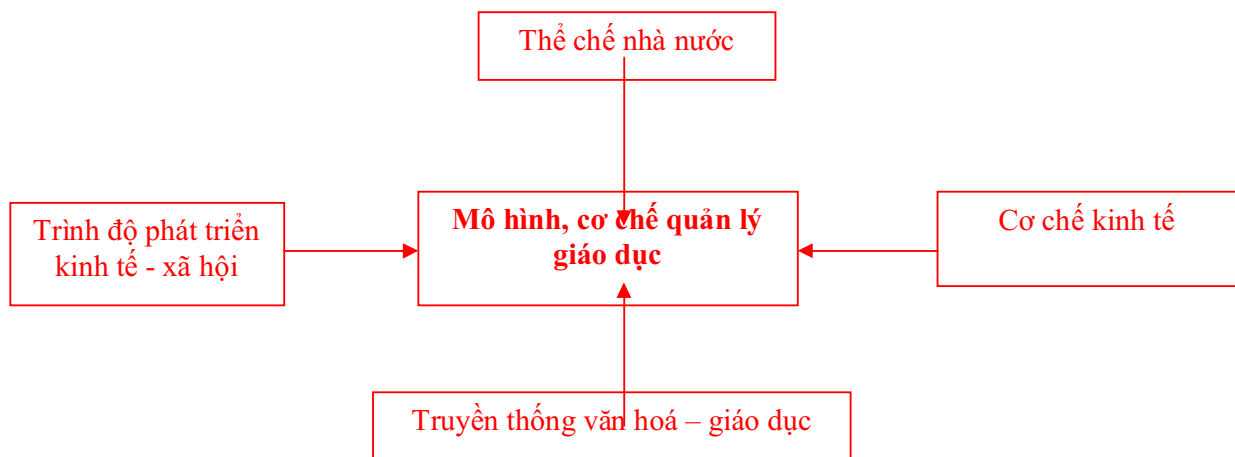 Thể chế nhà nước
Trình độ phát triển
kinh tế - xã hội
Mô hình, cơ chế quản lý
giáo dục
Cơ chế kinh tế
Truyền thống văn hoá – giáo dục